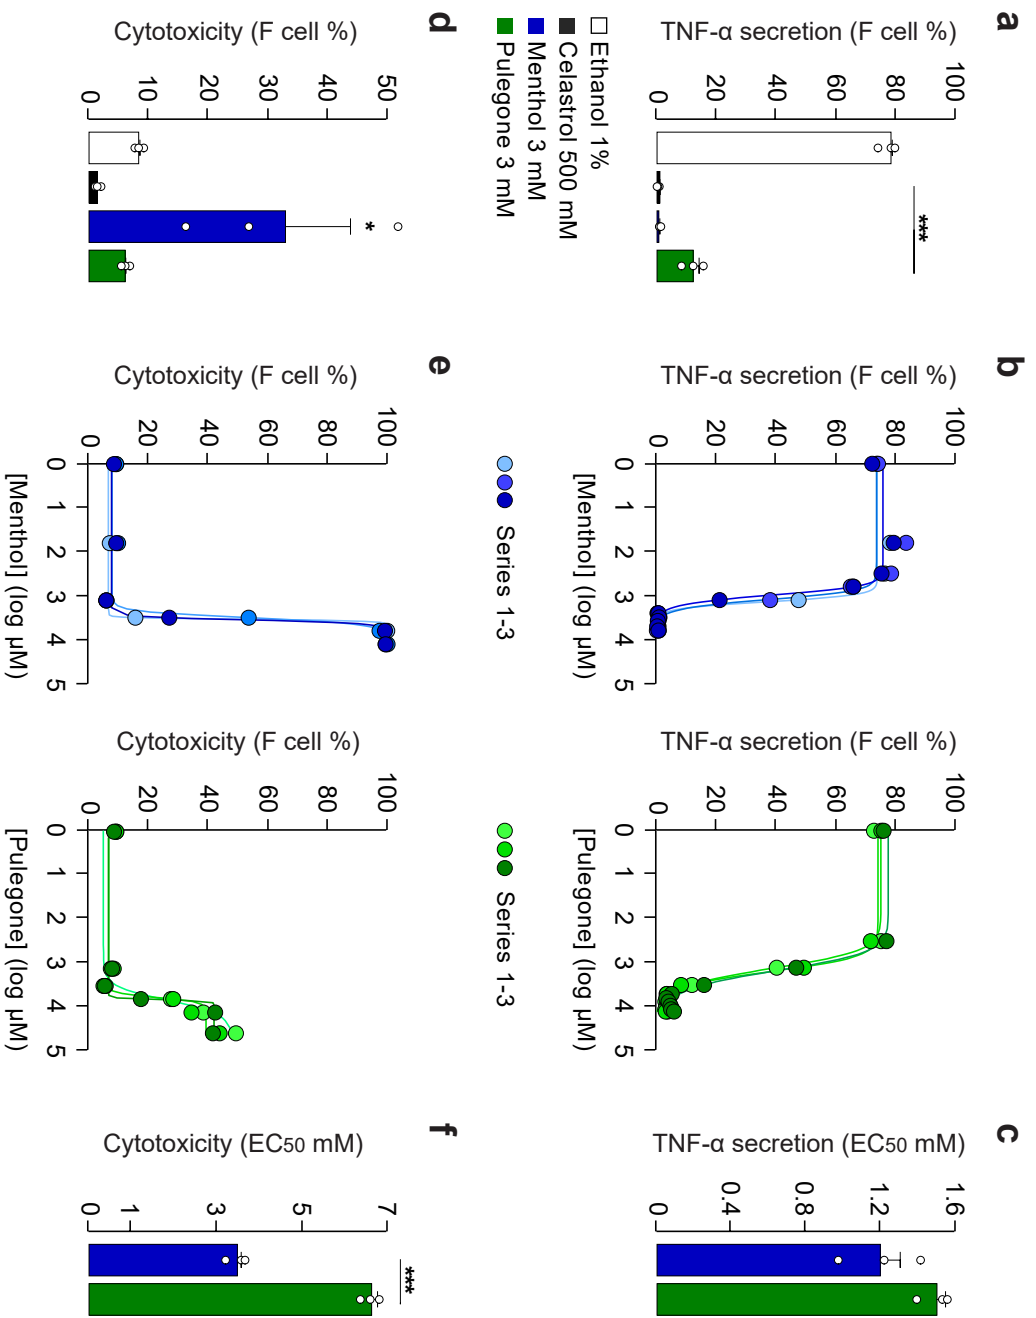 a
TNF-α secretion (F cell %)
100
80
60
40
20
0
***
b
TNF-α secretion (F cell %)
100
80
60
40
20
0
0 1 2 3 4 5
[Menthol] (log µM)
TNF-α secretion (F cell %)
100
80
60
40
20
0
0 1 2 3 4 5
[Pulegone] (log µM)
c
TNF-α secretion (EC50 mM)
1.6
1.2
0.8
0.4
0
Ethanol 1%
Celastrol 500 mM
Menthol 3 mM
Pulegone 3 mM
Series 1-3
Series 1-3
d
Cytotoxicity (F cell %)
50
40
30
20
10
0
*
e
Cytotoxicity (F cell %)
100
80
60
40
20
0
0 1 2 3 4 5
[Menthol] (log µM)
Cytotoxicity (F cell %)
100
80
60
40
20
0
0 1 2 3 4 5
[Pulegone] (log µM)
f
Cytotoxicity (EC50 mM)
7
5
3
1
0
***